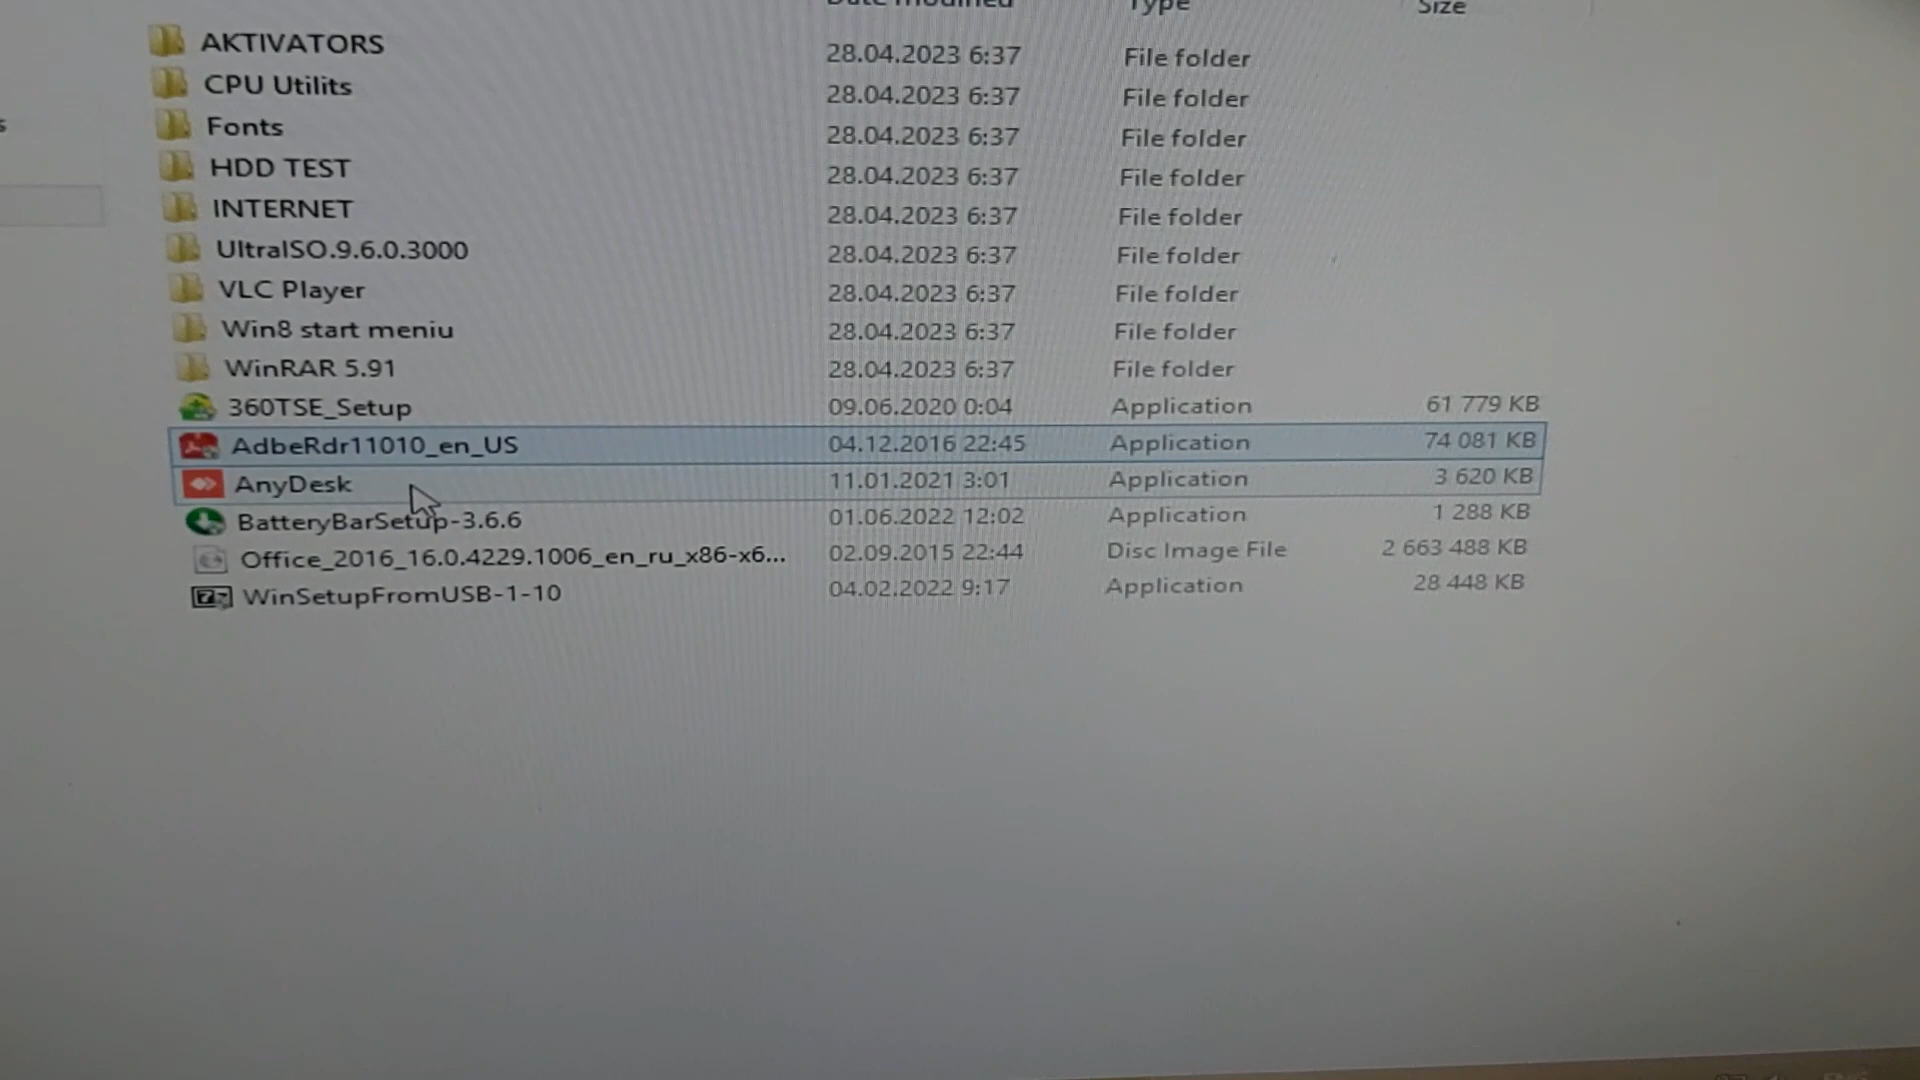 Date modified Type Size
AKTIVATORS 28.04.2023 6:37 File folder
CPU Utilits 28.04.2023 6:37 File folder
Fonts 28.04.2023 6:37 File folder
HDD TEST 28.04.2023 6:37 File folder
INTERNET 28.04.2023 6:37 File folder
UltraISO.9.6.0.3000 28.04.2023 6:37 File folder
VLC Player 28.04.2023 6:37 File folder
Win8 start meniu 28.04.2023 6:37 File folder
WinRAR 5.91 28.04.2023 6:37 File folder
360TSE_Setup 09.06.2020 0:04 Application 61 779 KB
AdbeRdr11010_en_US 04.12.2016 22:45 Application 74 081 KB
AnyDesk 11.01.2021 3:01 Application 3 620 KB
BatteryBarSetup-3.6.6 01.06.2022 12:02 Application 1 288 KB
Office_2016_16.0.4229.1006_en_ru_x86-x6... 02.09.2015 22:44 Disc Image File 2 663 488 KB
WinSetupFromUSB-1-10 04.02.2022 9:17 Application 28 448 KB